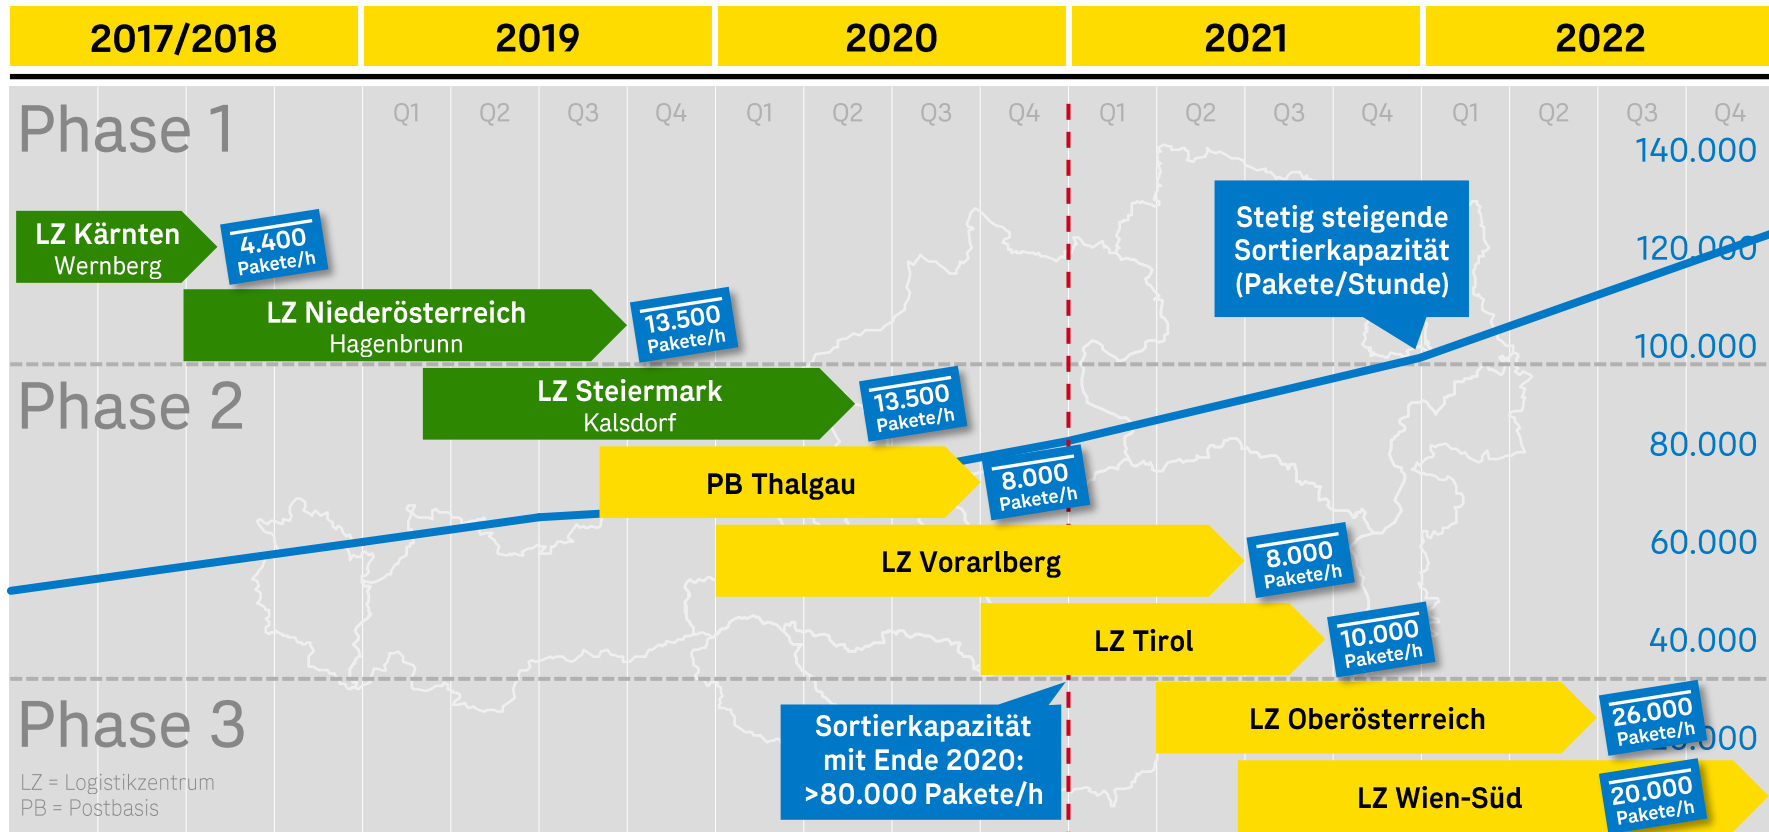 2017/2018 2019 2020 2021 2022
Phase 1
Q1 Q2 Q3 Q4 Q1 Q2 Q3 Q4 Q1 Q2 Q3 Q4 Q1 Q2 Q3 Q4
140.000
Stetig steigende
Sortierkapazität
(Pakete/Stunde)
LZ Kärnten
Wernberg
4.400
Pakete/h
120.000
LZ Niederösterreich
Hagenbrunn
13.500
Pakete/h
100.000
Phase 2
LZ Steiermark
Kalsdorf
13.500
Pakete/h
80.000
PB Thalgau
8.000
Pakete/h
LZ Vorarlberg
8.000
Pakete/h
60.000
LZ Tirol
10.000
Pakete/h
40.000
Phase 3
Sortierkapazität
mit Ende 2020:
>80.000 Pakete/h
LZ Oberösterreich
26.000
Pakete/h
LZ = Logistikzentrum
PB = Postbasis
LZ Wien-Süd
20.000
Pakete/h